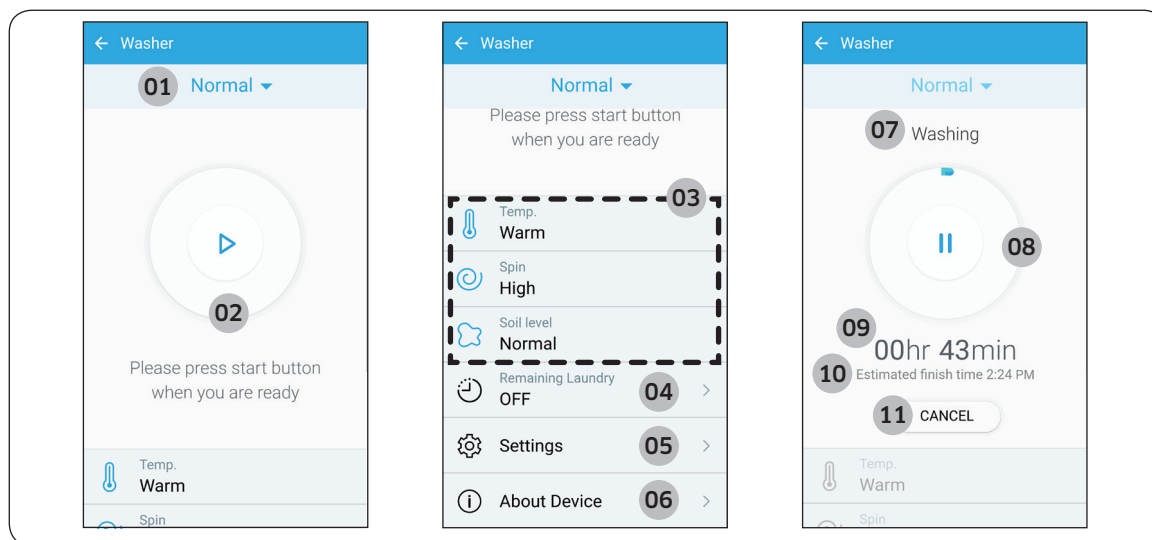 ← Washer
01 Normal
02
Please press start button
when you are ready
Temp.
Warm
Spin
← Washer
Normal
Please press start button
when you are ready
03
Temp.
Warm
Spin
High
Soil level
Normal
Remaining Laundry
OFF
04
Settings
05
About Device
06
← Washer
Normal
07 Washing
08
09
00hr 43min
10 Estimated finish time 2:24 PM
11 CANCEL
Temp.
Warm
Spin